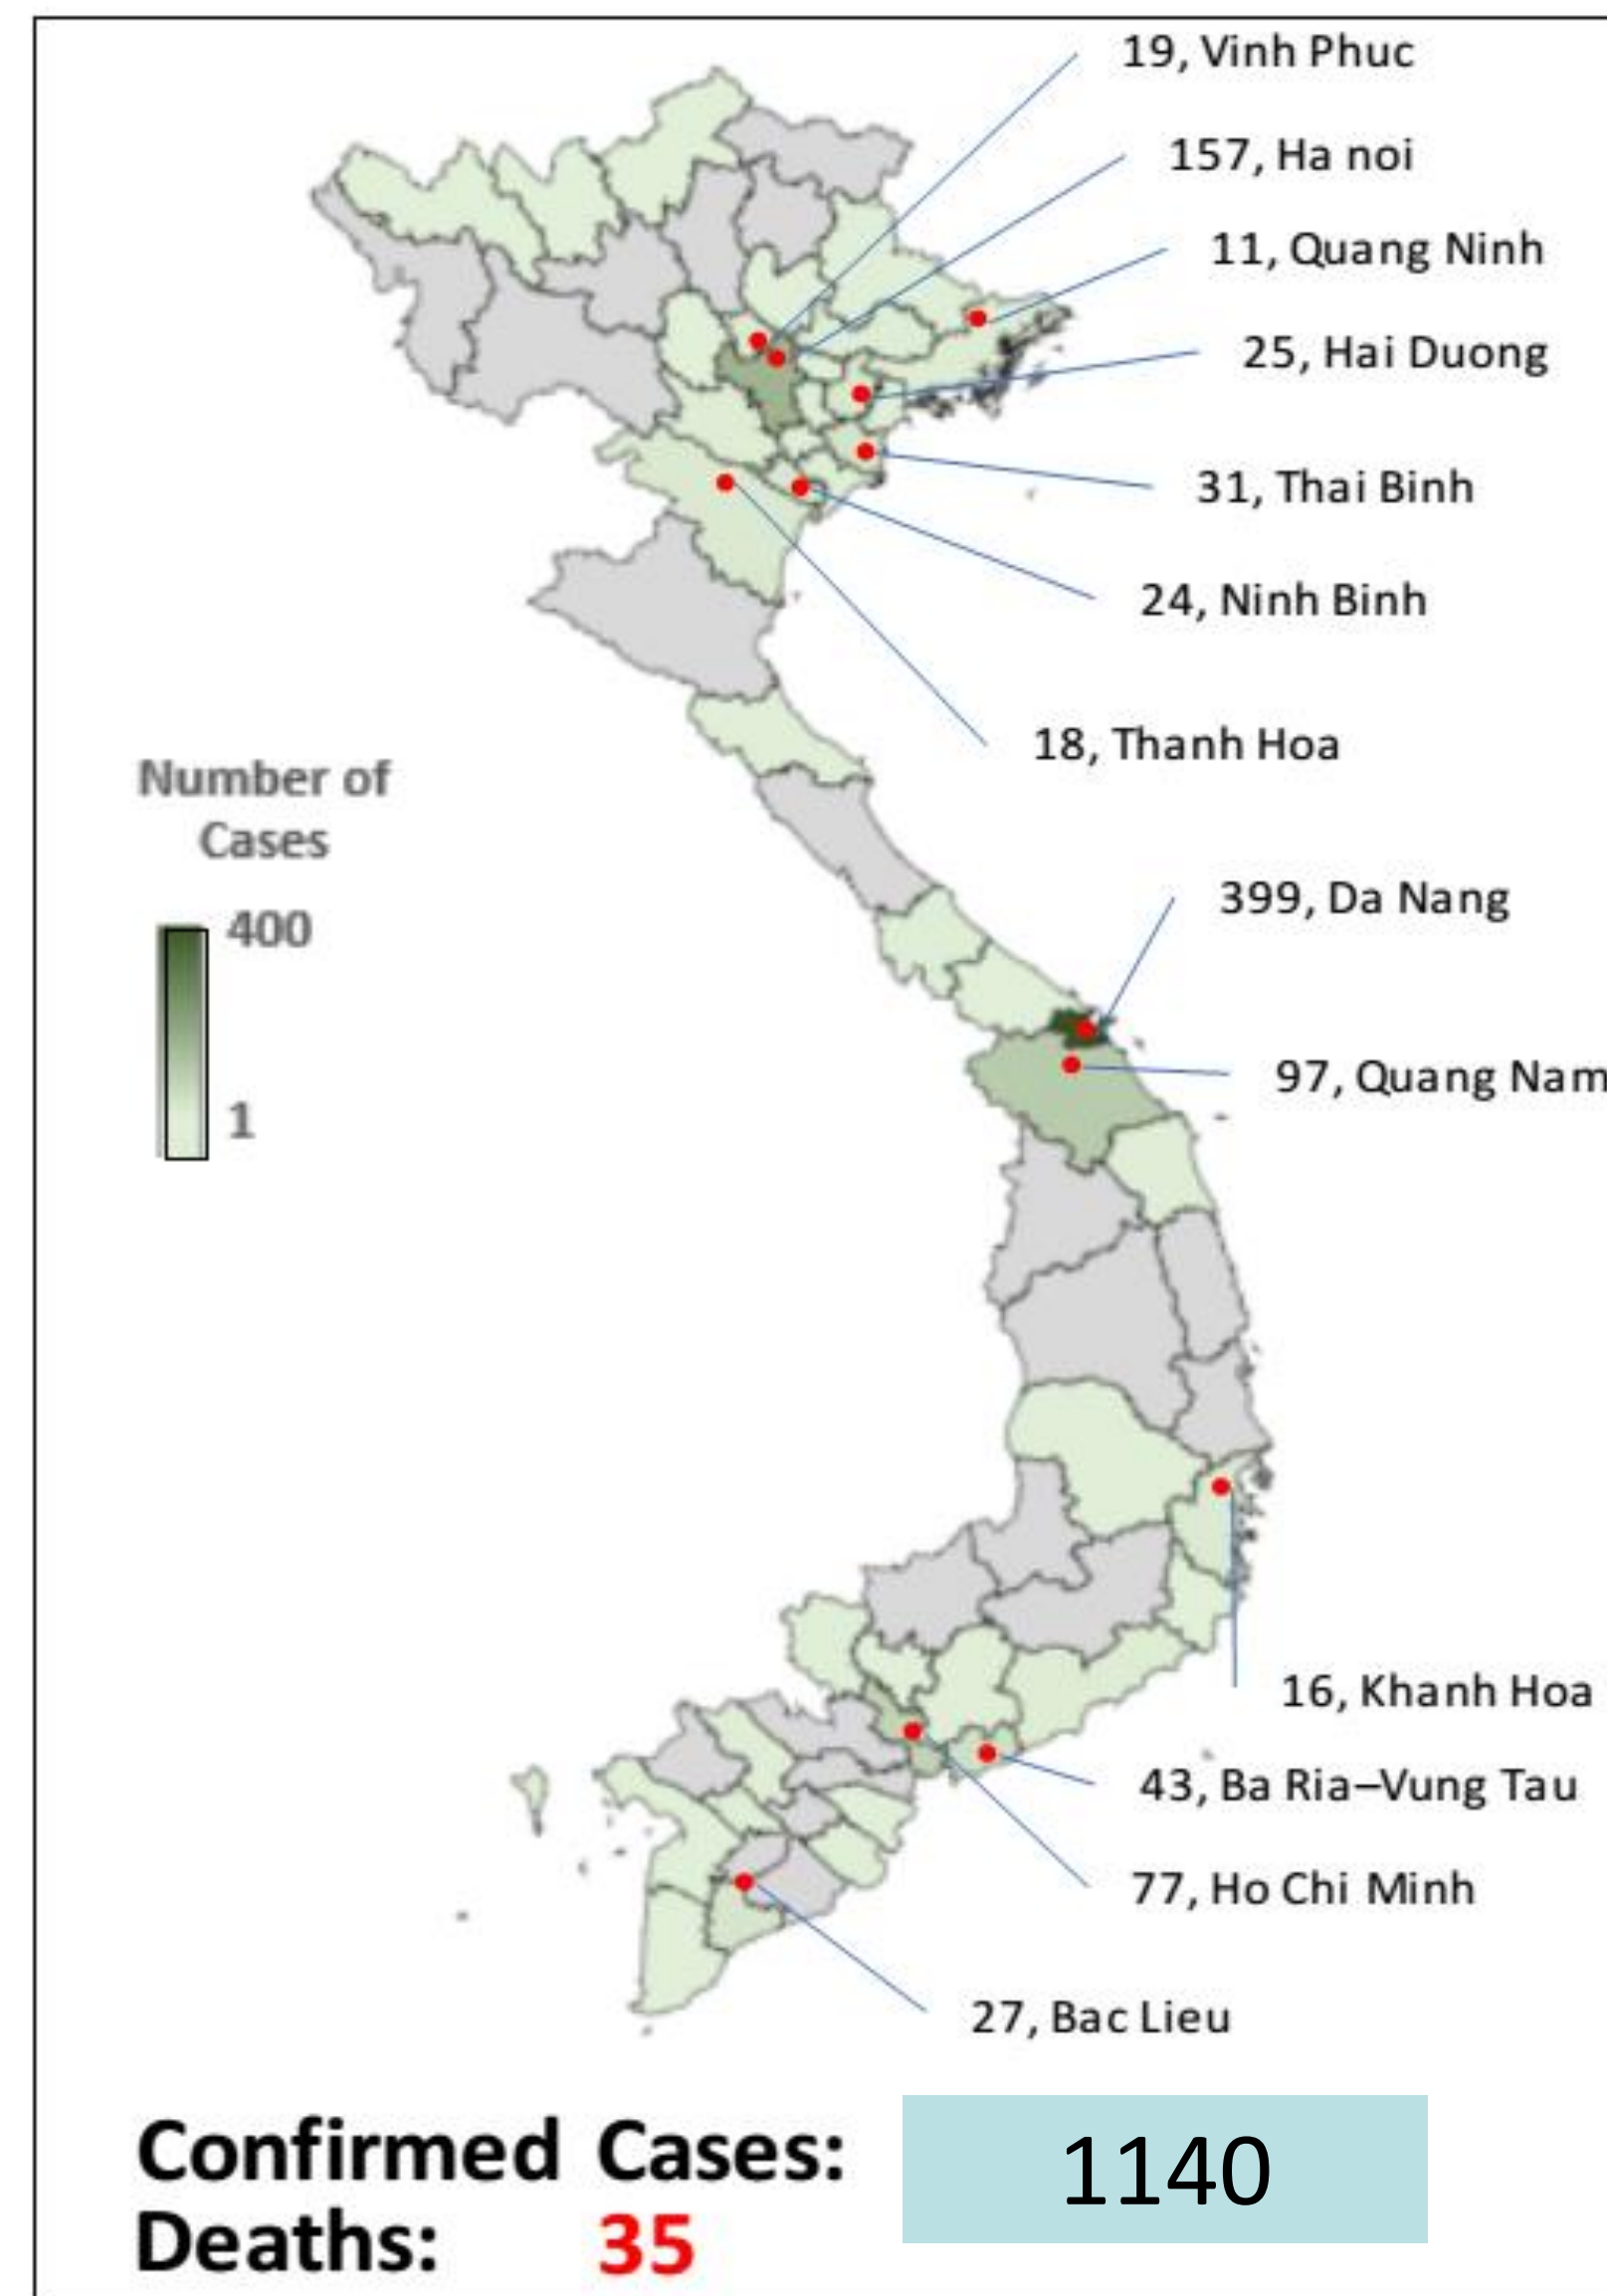 19, Vinh Phuc
157, Ha noi
11, Quang Ninh
25, Hai Duong
31, Thai Binh
24, Ninh Binh
18, Thanh Hoa
Number of
Cases
399, Da Nang
400
97, Quang Nam
1
16, Khanh Hoa
43, Ba Ria–Vung Tau
77, Ho Chi Minh
27, Bac Lieu
Confirmed Cases: 1140
Deaths: 35